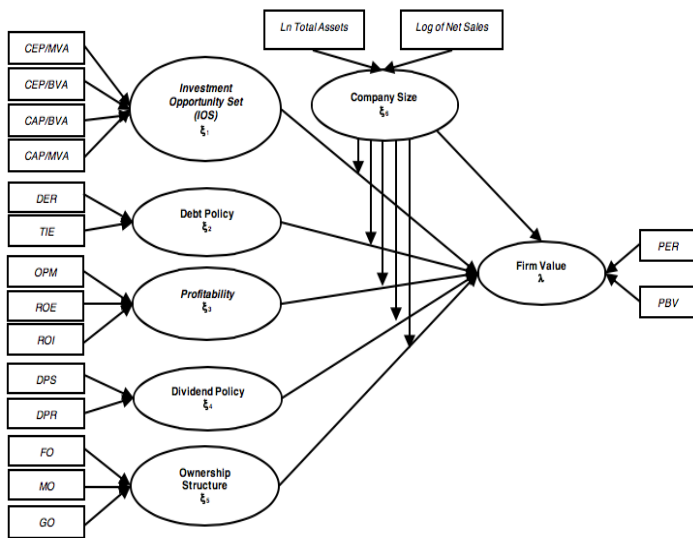 Ln Total Assets
Log of Net Sales
CEP/MVA
CEP/BVA
CAP/BVA
CAP/MVA
Investment
Opportunity Set
(IOS)
ξ₁
Company Size
ξ₆
DER
TIE
Debt Policy
ξ₂
OPM
ROE
ROI
Profitability
ξ₃
Firm Value
λ
PER
PBV
DPS
DPR
Dividend Policy
ξ₄
FO
MO
GO
Ownership
Structure
ξ₅